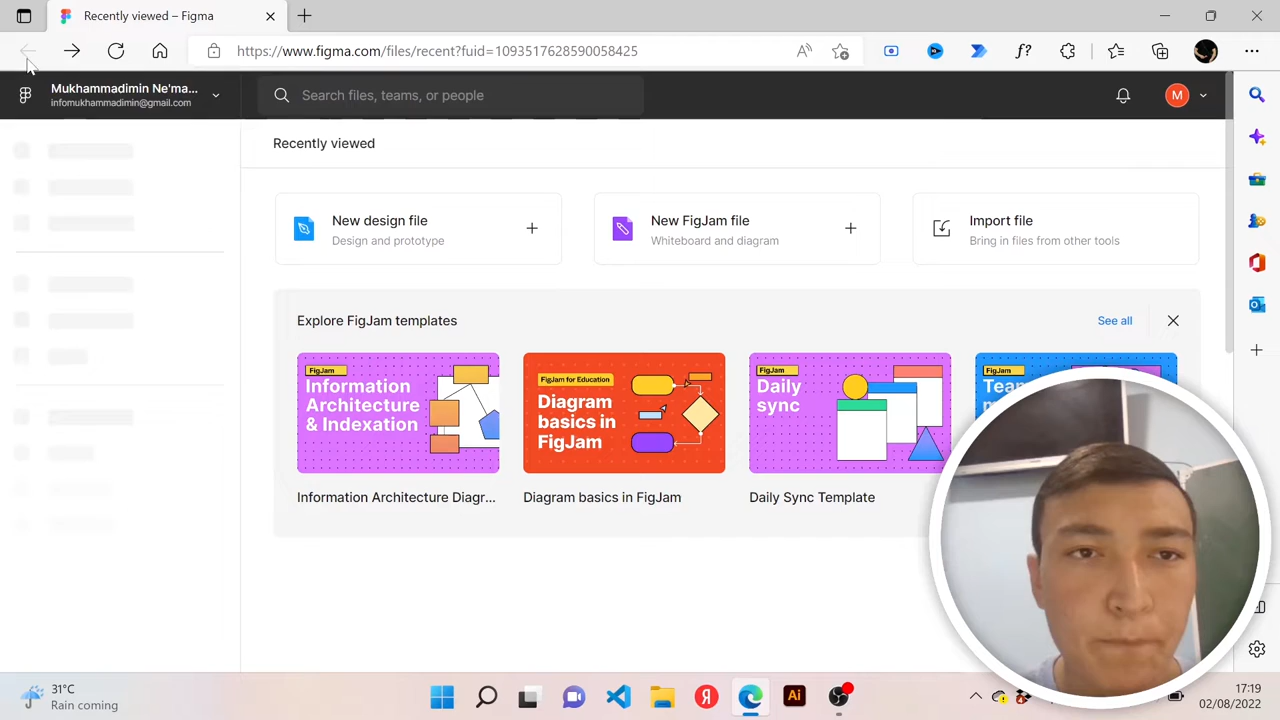 Recently viewed – Figma
https://www.figma.com/files/recent?fuid=1093517628590058425
Mukhammadimin Ne'ma...
infomukhammadimin@gmail.com
Search files, teams, or people
M
Recently viewed
New design file
Design and prototype
New FigJam file
Whiteboard and diagram
Import file
Bring in files from other tools
Explore FigJam templates
See all
FigJam
Information
Architecture
& Indexation
FigJam for Education
Diagram
basics in
FigJam
FigJam
Daily
sync
FigJam
Information Architecture Diagr...
Diagram basics in FigJam
Daily Sync Template
31°C
Rain coming
Я
Ai
17:19
02/08/2022